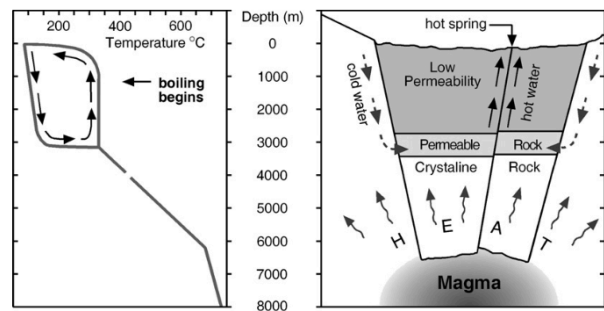 200 400 600
Temperature °C
boiling
begins
Depth (m)
0
1000
2000
3000
4000
5000
6000
7000
8000
hot spring
Low
Permeability
hot water
cold water
Permeable
Rock
Crystaline
Rock
H E A T
Magma